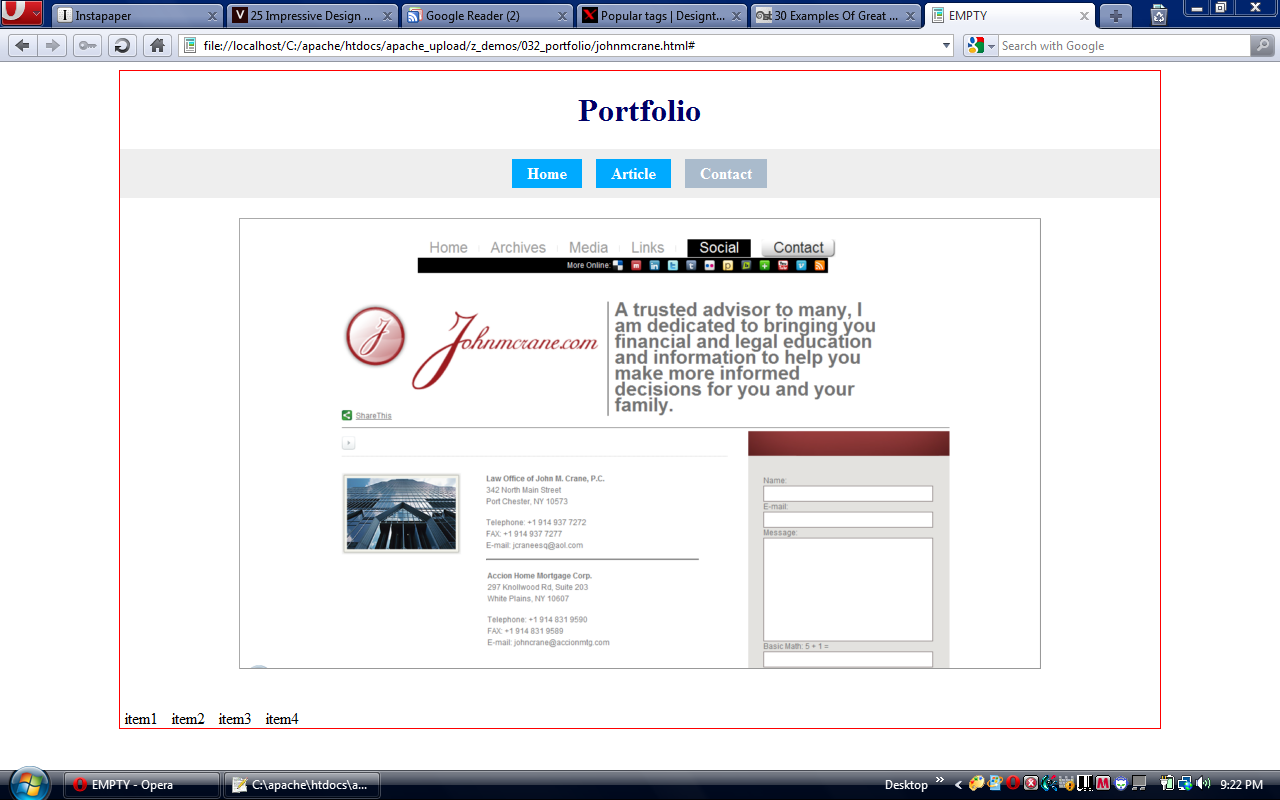 Instapaper
25 Impressive Design ...
Google Reader (2)
Popular tags | Designt...
30 Examples Of Great ...
EMPTY
file://localhost/C:/apache/htdocs/apache_upload/z_demos/032_portfolio/johnmcrane.html#
Search with Google
Portfolio
Home Article Contact
Home Archives Media Links Social Contact
More Online:
Johnmcrane.com
A trusted advisor to many, I
am dedicated to bringing you
financial and legal education
and information to help you
make more informed
decisions for you and your
family.
ShareThis
Law Office of John M. Crane, P.C.
342 North Main Street
Port Chester, NY 10573
Telephone: +1 914 937 7272
FAX: +1 914 937 7277
E-mail: jcraneesq@aol.com
Accion Home Mortgage Corp.
297 Knollwood Rd, Suite 203
White Plains, NY 10607
Telephone: +1 914 831 9590
FAX: +1 914 831 9589
E-mail: johncrane@accionmtg.com
Name:
E-mail:
Message:
Basic Math: 5 + 1 =
item1 item2 item3 item4
EMPTY - Opera
C:\apache\htdocs\a...
Desktop
9:22 PM